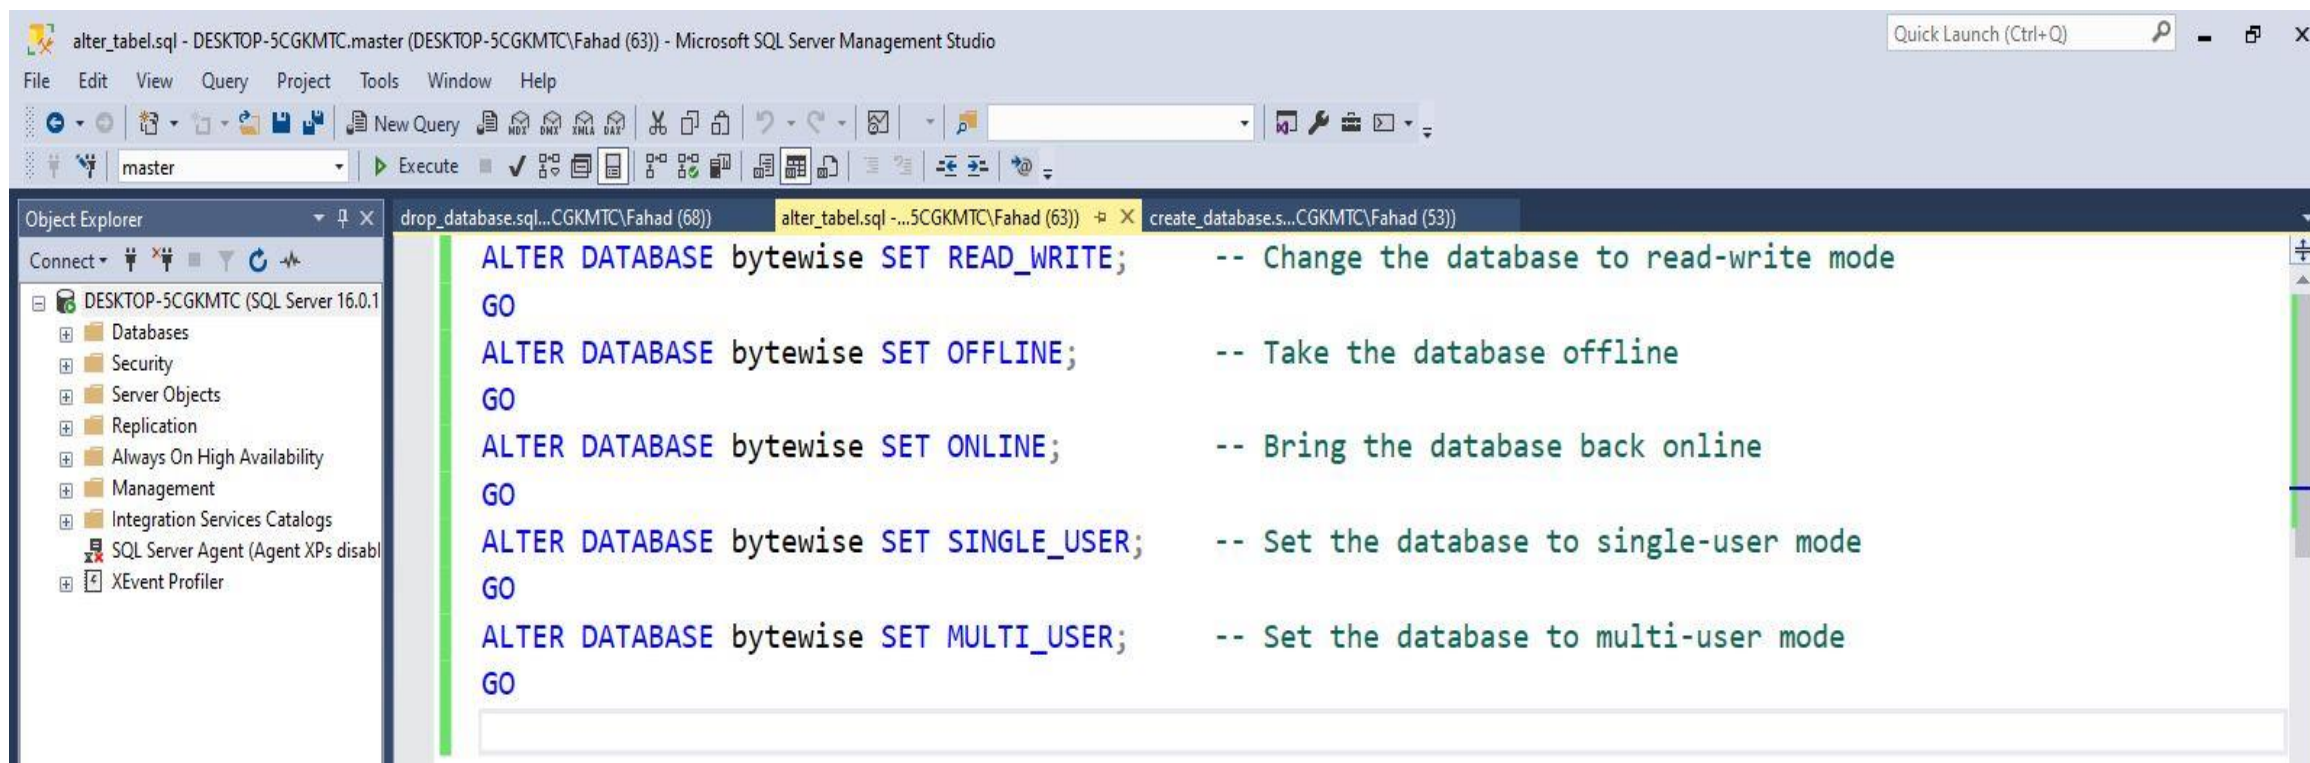 alter_tabel.sql - DESKTOP-5CGKMTC.master (DESKTOP-5CGKMTC\Fahad (63)) - Microsoft SQL Server Management Studio
Quick Launch (Ctrl+Q)
File Edit View Query Project Tools Window Help
New Query MDX DMX XMLA DAX
master Execute
Object Explorer
drop_database.sql...CGKMTC\Fahad (68)) alter_tabel.sql -...5CGKMTC\Fahad (63)) create_database.s...CGKMTC\Fahad (53))
Connect
DESKTOP-5CGKMTC (SQL Server 16.0.1
Databases
Security
Server Objects
Replication
Always On High Availability
Management
Integration Services Catalogs
SQL Server Agent (Agent XPs disabl
XEvent Profiler
ALTER DATABASE bytewise SET READ_WRITE; -- Change the database to read-write mode
GO
ALTER DATABASE bytewise SET OFFLINE; -- Take the database offline
GO
ALTER DATABASE bytewise SET ONLINE; -- Bring the database back online
GO
ALTER DATABASE bytewise SET SINGLE_USER; -- Set the database to single-user mode
GO
ALTER DATABASE bytewise SET MULTI_USER; -- Set the database to multi-user mode
GO